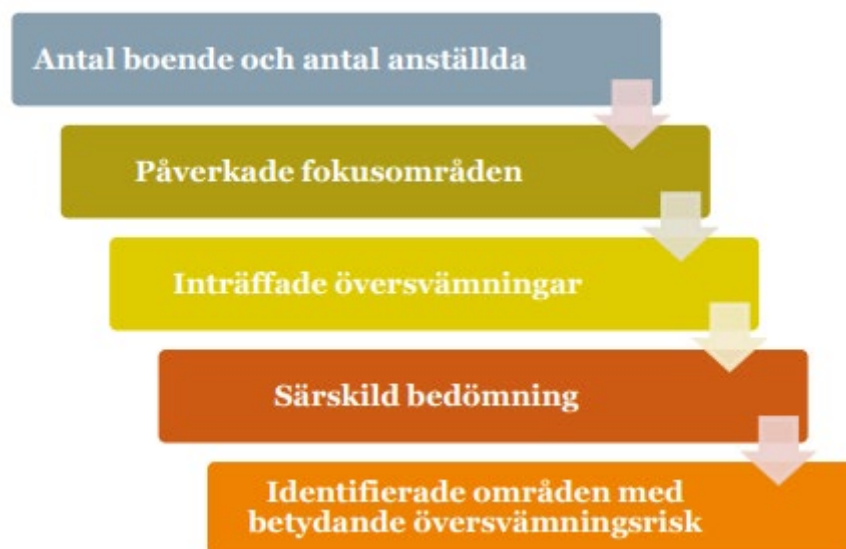 Antal boende och antal anställda
Påverkade fokusområden
Inträffade översvämningar
Särskild bedömning
Identifierade områden med
betydande översvämningsrisk